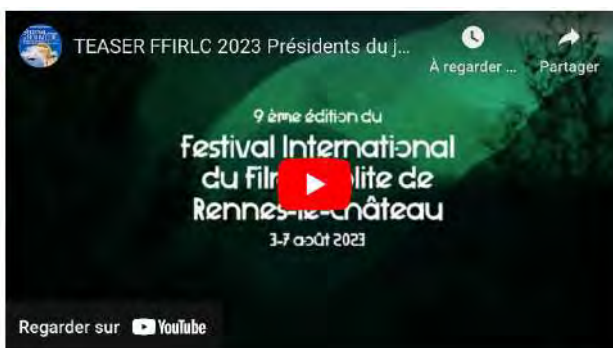 TEASER FFIRLC 2023 Présidents du j...
À regarder ...
Partager
9 ème édition du
Festival International
du de
Rennes-le-château
3-7 août 2023
Regarder sur YouTube